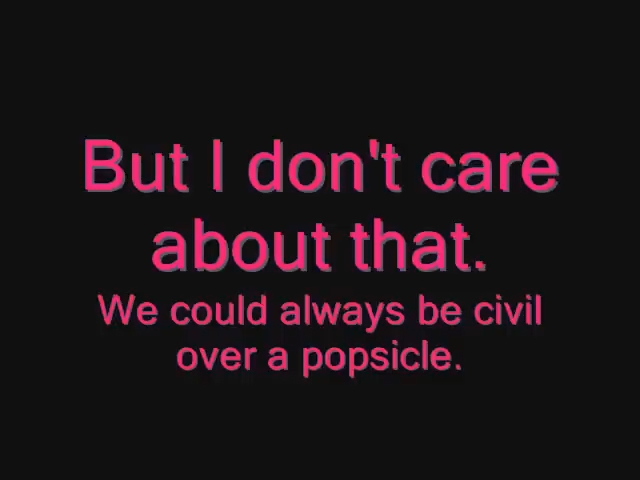 But I don't care
about that.
We could always be civil
over a popsicle.